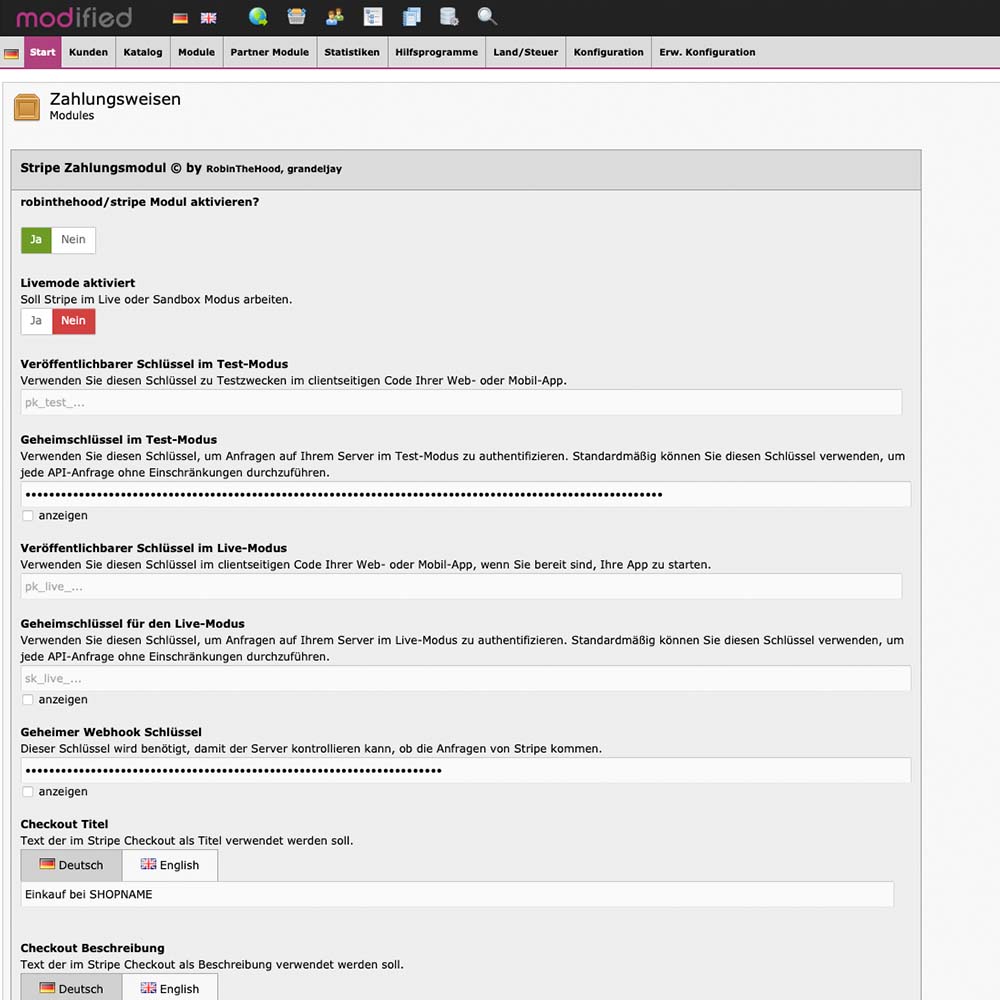 modified
Start Kunden Katalog Module Partner Module Statistiken Hilfsprogramme Land/Steuer Konfiguration Erw. Konfiguration
Zahlungsweisen
Modules
Stripe Zahlungsmodul © by RobinTheHood, grandeljay
robinthehood/stripe Modul aktivieren?
Ja Nein
Livemode aktiviert
Soll Stripe im Live oder Sandbox Modus arbeiten.
Ja Nein
Veröffentlichbarer Schlüssel im Test-Modus
Verwenden Sie diesen Schlüssel zu Testzwecken im clientseitigen Code Ihrer Web- oder Mobil-App.
pk_test_...
Geheimschlüssel im Test-Modus
Verwenden Sie diesen Schlüssel, um Anfragen auf Ihrem Server im Test-Modus zu authentifizieren. Standardmäßig können Sie diesen Schlüssel verwenden, um
jede API-Anfrage ohne Einschränkungen durchzuführen.
anzeigen
Veröffentlichbarer Schlüssel im Live-Modus
Verwenden Sie diesen Schlüssel im clientseitigen Code Ihrer Web- oder Mobil-App, wenn Sie bereit sind, Ihre App zu starten.
pk_live_...
Geheimschlüssel für den Live-Modus
Verwenden Sie diesen Schlüssel, um Anfragen auf Ihrem Server im Live-Modus zu authentifizieren. Standardmäßig können Sie diesen Schlüssel verwenden, um
jede API-Anfrage ohne Einschränkungen durchzuführen.
sk_live_...
anzeigen
Geheimer Webhook Schlüssel
Dieser Schlüssel wird benötigt, damit der Server kontrollieren kann, ob die Anfragen von Stripe kommen.
anzeigen
Checkout Titel
Text der im Stripe Checkout als Titel verwendet werden soll.
Deutsch English
Einkauf bei SHOPNAME
Checkout Beschreibung
Text der im Stripe Checkout als Beschreibung verwendet werden soll.
Deutsch English